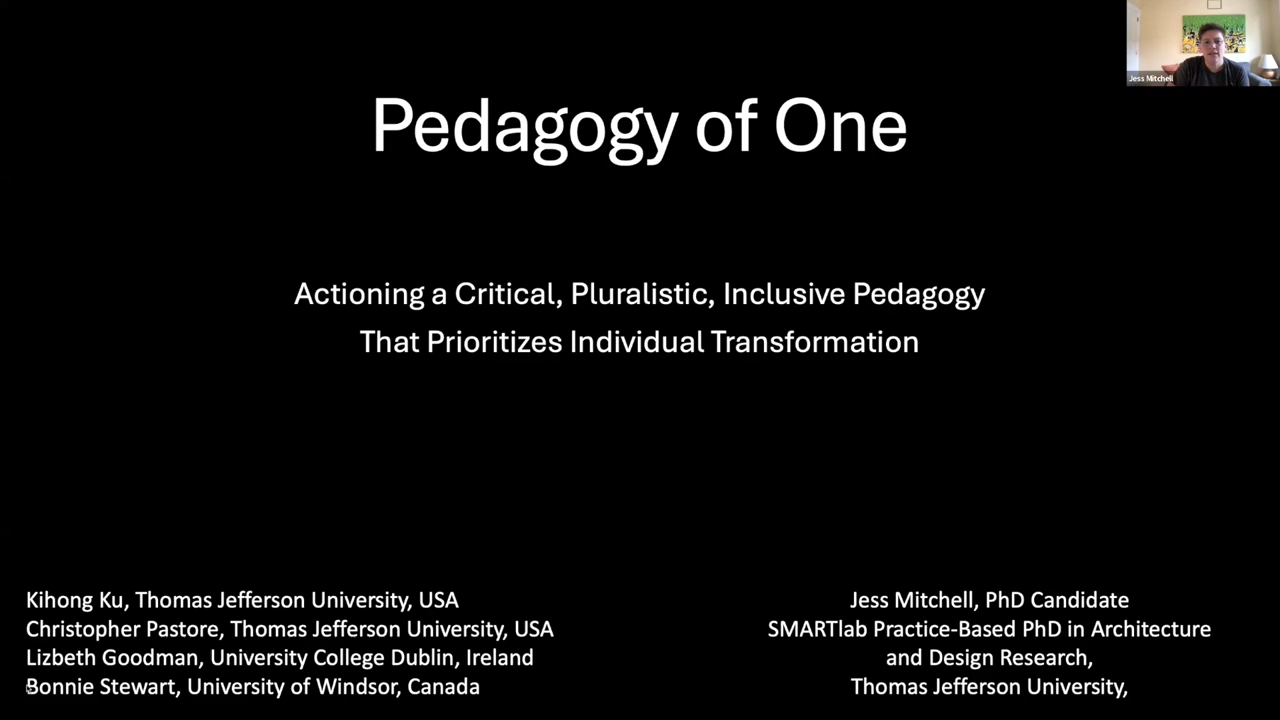 Jess Mitchell
Pedagogy of One
Actioning a Critical, Pluralistic, Inclusive Pedagogy
That Prioritizes Individual Transformation
Kihong Ku, Thomas Jefferson University, USA
Christopher Pastore, Thomas Jefferson University, USA
Lizbeth Goodman, University College Dublin, Ireland
Bonnie Stewart, University of Windsor, Canada
Jess Mitchell, PhD Candidate
SMARTlab Practice-Based PhD in Architecture
and Design Research,
Thomas Jefferson University,